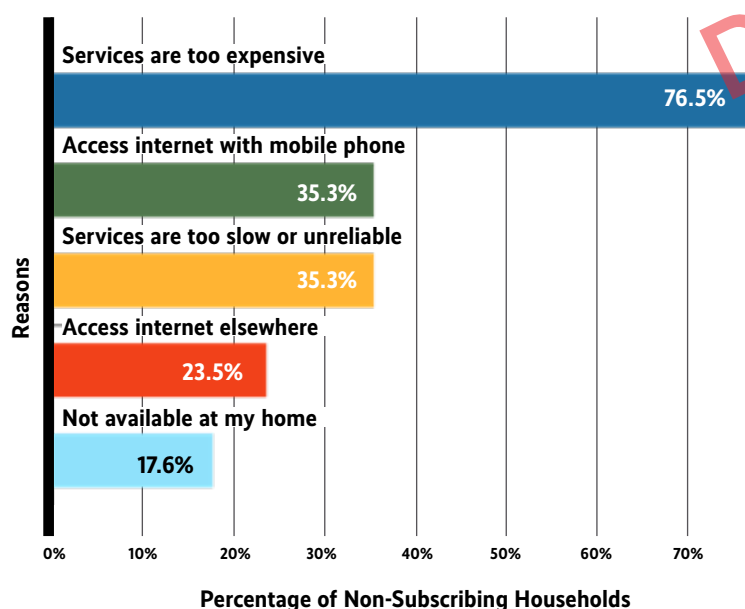 Services are too expensive
76.5%
Access internet with mobile phone
35.3%
Services are too slow or unreliable
35.3%
Access internet elsewhere
23.5%
Not available at my home
17.6%
Reasons
0% 10% 20% 30% 40% 50% 60% 70%
Percentage of Non-Subscribing Households